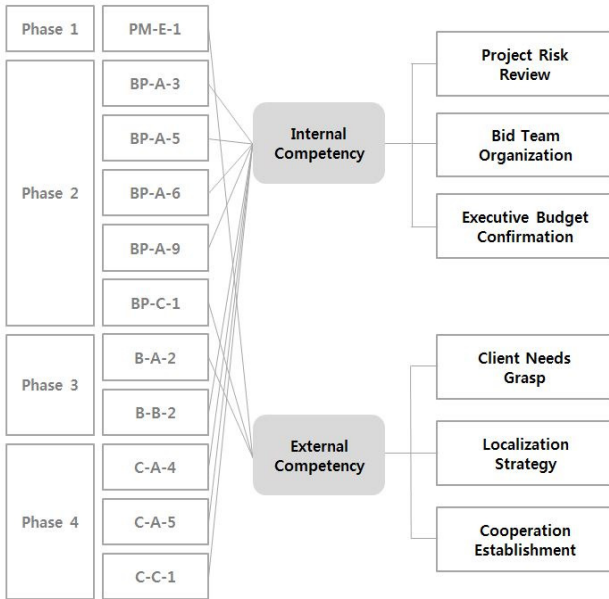 Phase 1
PM-E-1
Phase 2
BP-A-3
BP-A-5
BP-A-6
BP-A-9
BP-C-1
Phase 3
B-A-2
B-B-2
Phase 4
C-A-4
C-A-5
C-C-1
Internal
Competency
External
Competency
Project Risk
Review
Bid Team
Organization
Executive Budget
Confirmation
Client Needs
Grasp
Localization
Strategy
Cooperation
Establishment